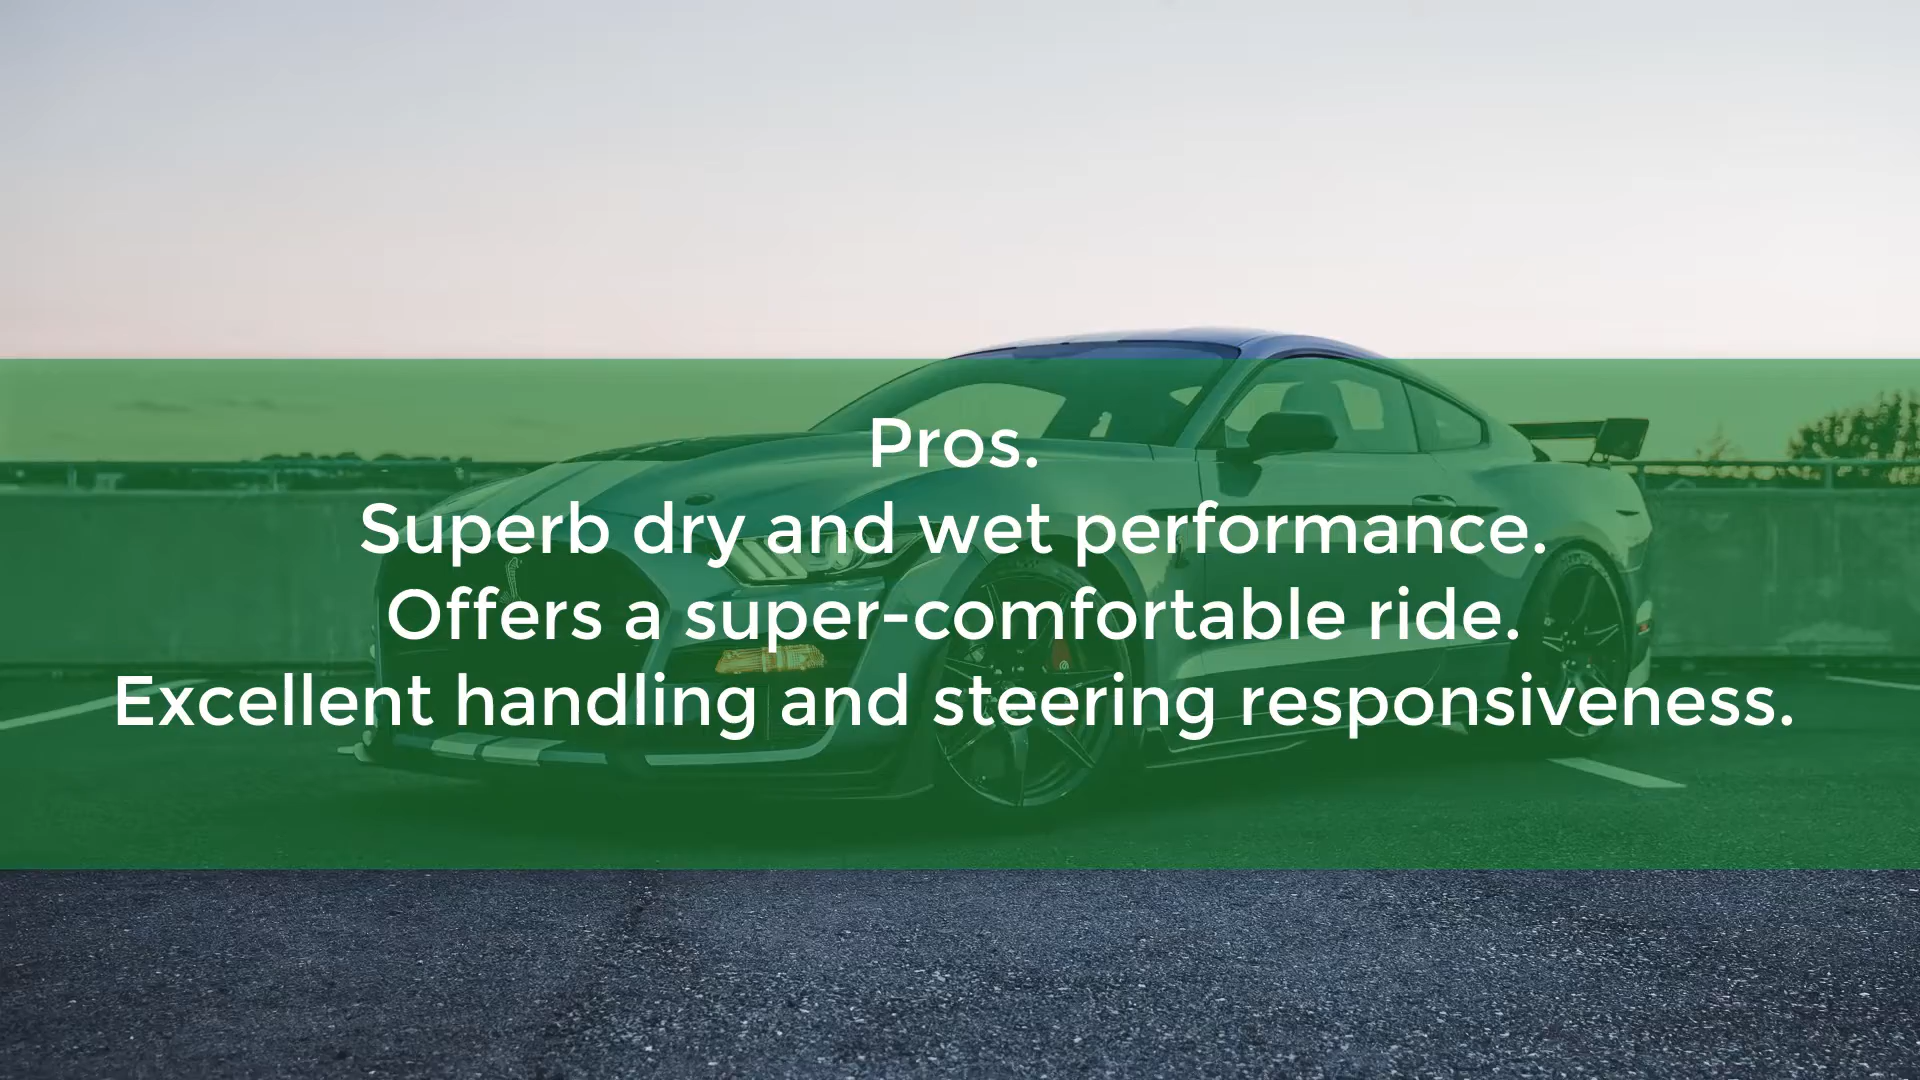 Pros.
Superb dry and wet performance.
Offers a super-comfortable ride.
Excellent handling and steering responsiveness.